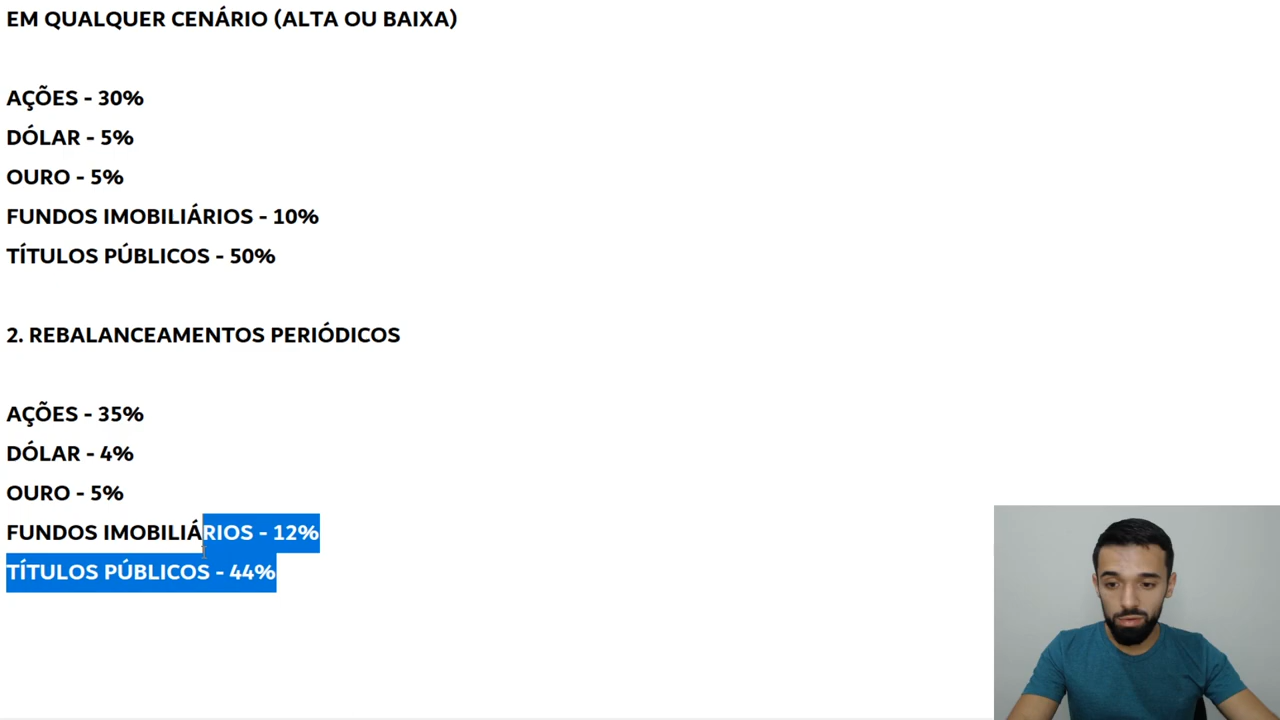 EM QUALQUER CENÁRIO (ALTA OU BAIXA)
AÇÕES - 30%
DÓLAR - 5%
OURO - 5%
FUNDOS IMOBILIÁRIOS - 10%
TÍTULOS PÚBLICOS - 50%
2. REBALANCEAMENTOS PERIÓDICOS
AÇÕES - 35%
DÓLAR - 4%
OURO - 5%
FUNDOS IMOBILIÁRIOS - 12%
TÍTULOS PÚBLICOS - 44%